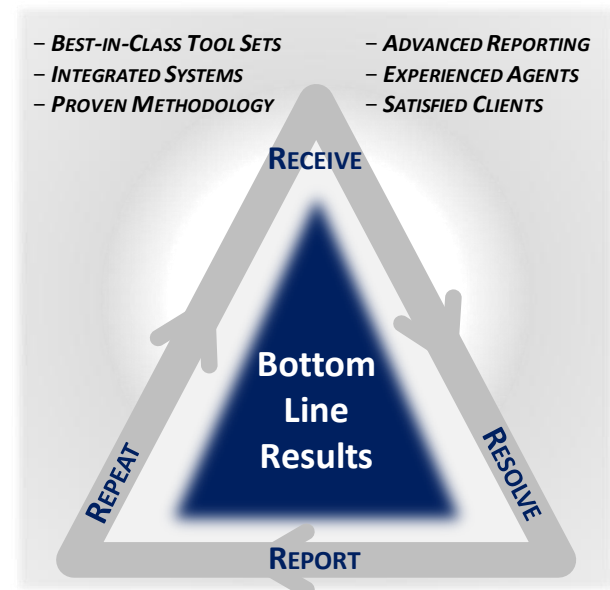 – BEST-IN-CLASS TOOL SETS
– INTEGRATED SYSTEMS
– PROVEN METHODOLOGY
– ADVANCED REPORTING
– EXPERIENCED AGENTS
– SATISFIED CLIENTS
RECEIVE
Bottom
Line
Results
RESOLVE
REPORT
REPEAT